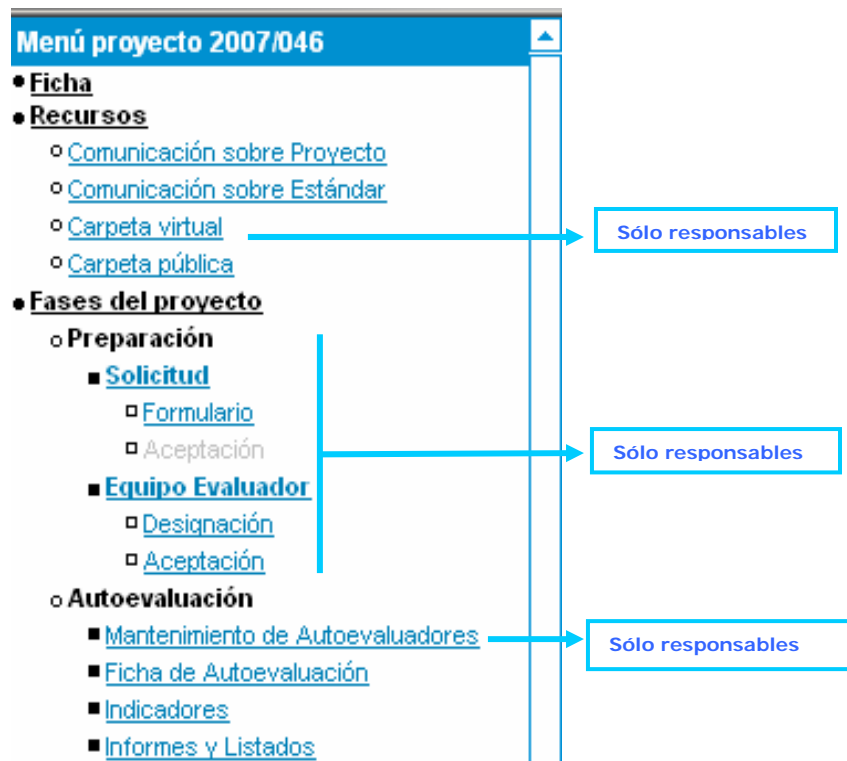 Menú proyecto 2007/046
Ficha
Recursos
Comunicación sobre Proyecto
Comunicación sobre Estándar
Carpeta virtual
Sólo responsables
Carpeta pública
Fases del proyecto
Preparación
Solicitud
Formulario
Aceptación
Sólo responsables
Equipo Evaluador
Designación
Aceptación
Autoevaluación
Mantenimiento de Autoevaluadores
Sólo responsables
Ficha de Autoevaluación
Indicadores
Informes y Listados